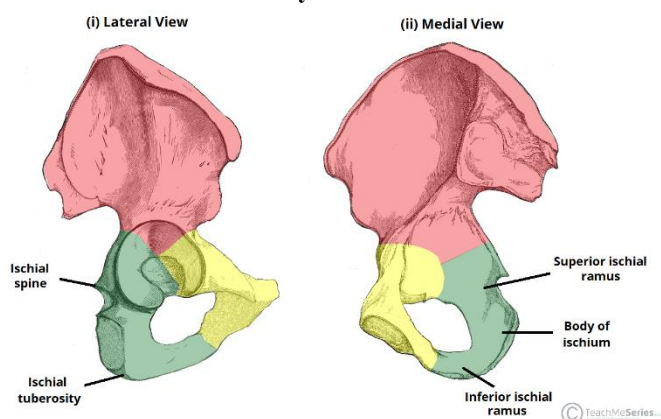 (i) Lateral View
(ii) Medial View
Ischial
spine
Ischial
tuberosity
Superior ischial
ramus
Body of
ischium
Inferior ischial
ramus
© TeachMeSeries